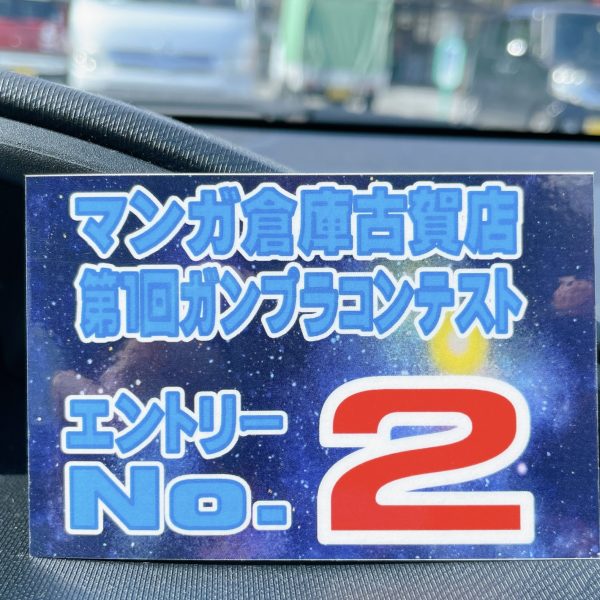 マンガ倉庫古賀店
第1回ガンプラコンテスト
エントリー
No. 2